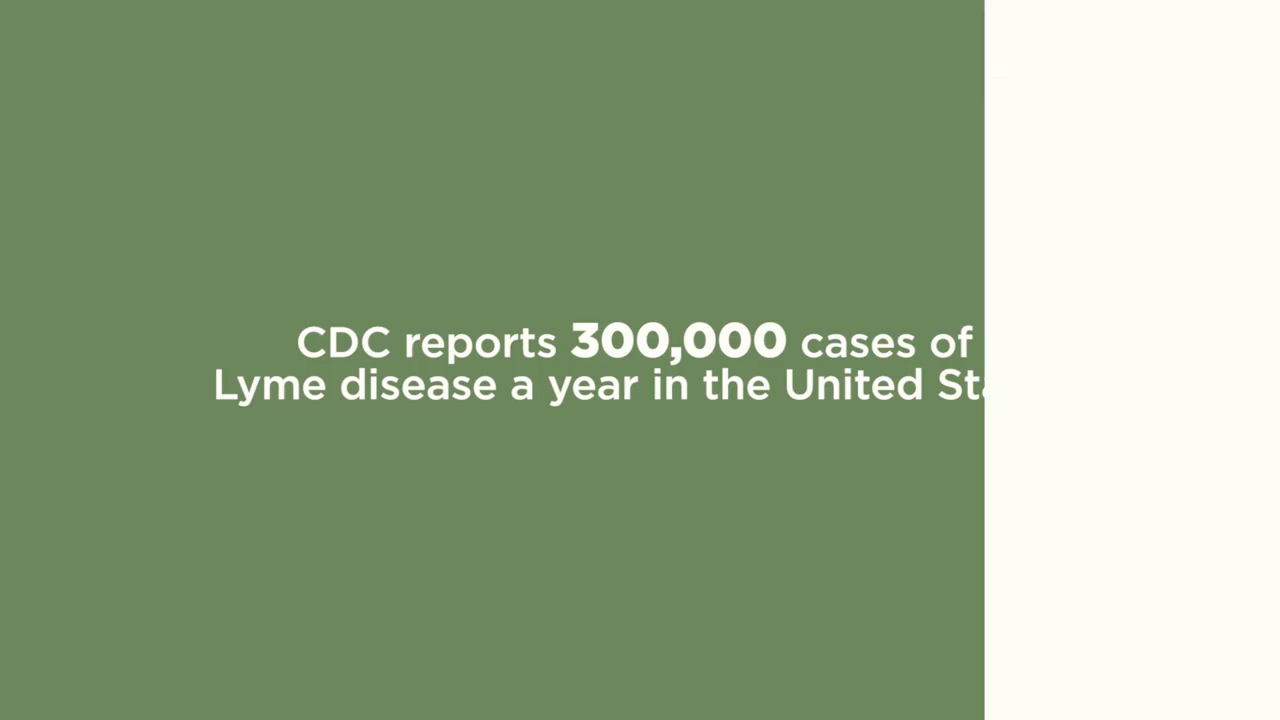 CDC reports 300,000 cases of
Lyme disease a year in the United